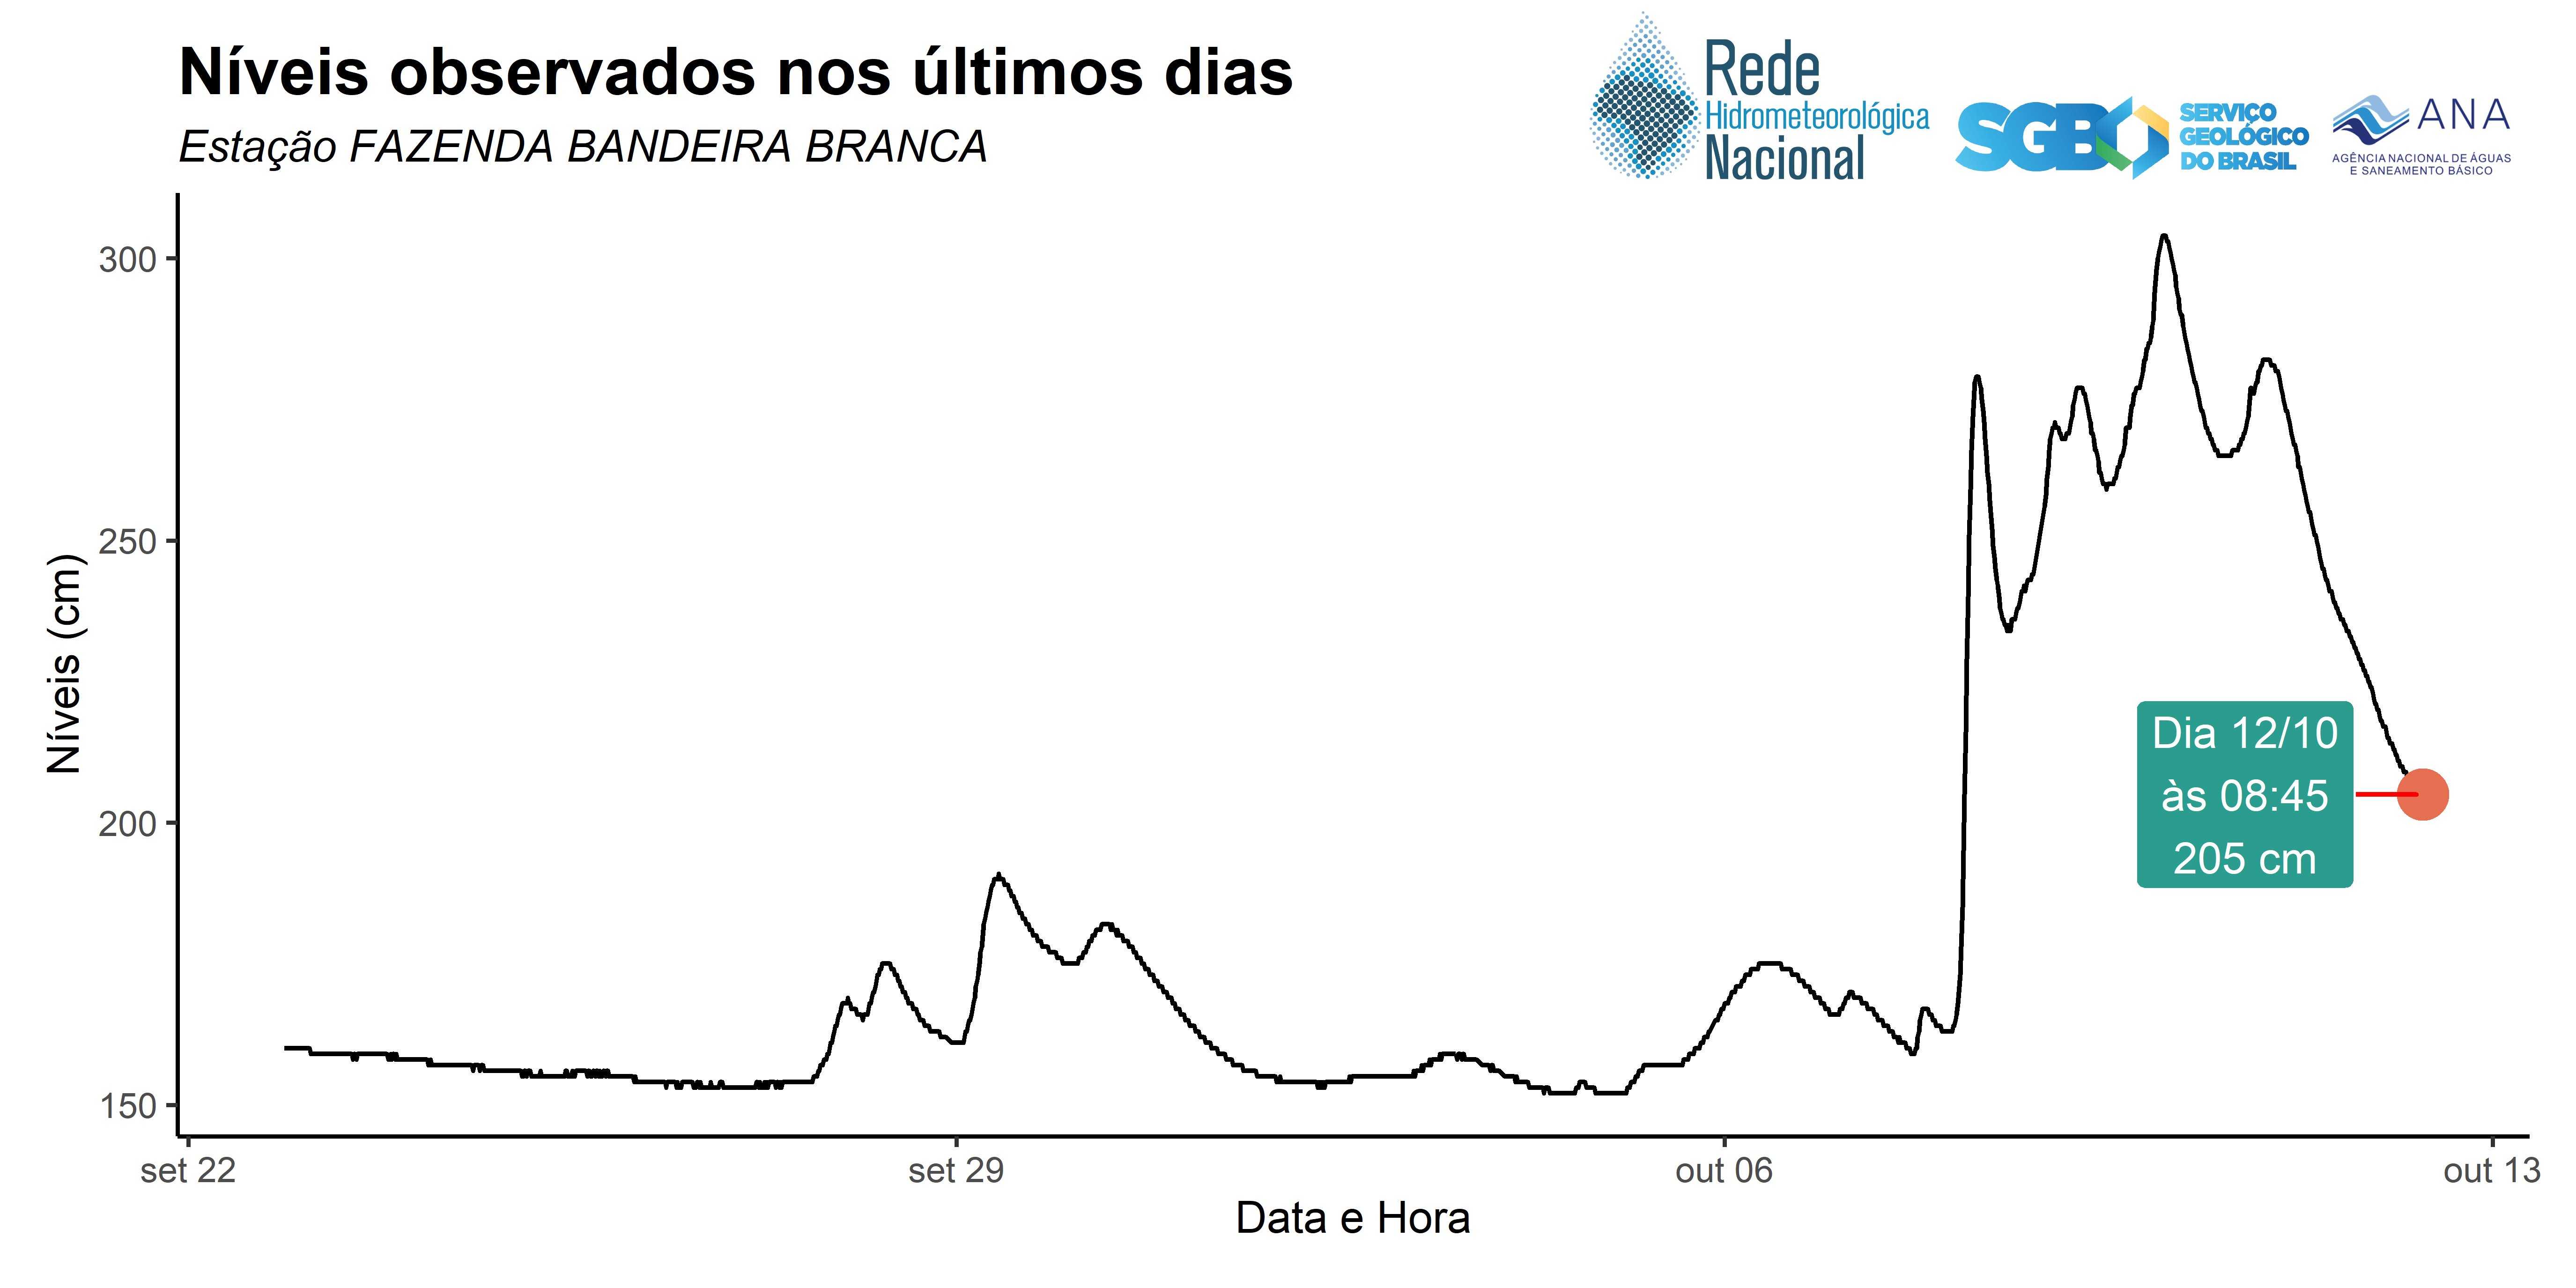 Níveis observados nos últimos dias
Estação FAZENDA BANDEIRA BRANCA
Rede
Hidrometeorológica
Nacional
SGB
SERVIÇO
GEOLÓGICO
DO BRASIL
ANA
AGÊNCIA NACIONAL DE ÁGUAS
E SANEAMENTO BÁSICO
Níveis (cm)
300
250
200
150
Dia 12/10
às 08:45
205 cm
set 22
set 29
out 06
out 13
Data e Hora